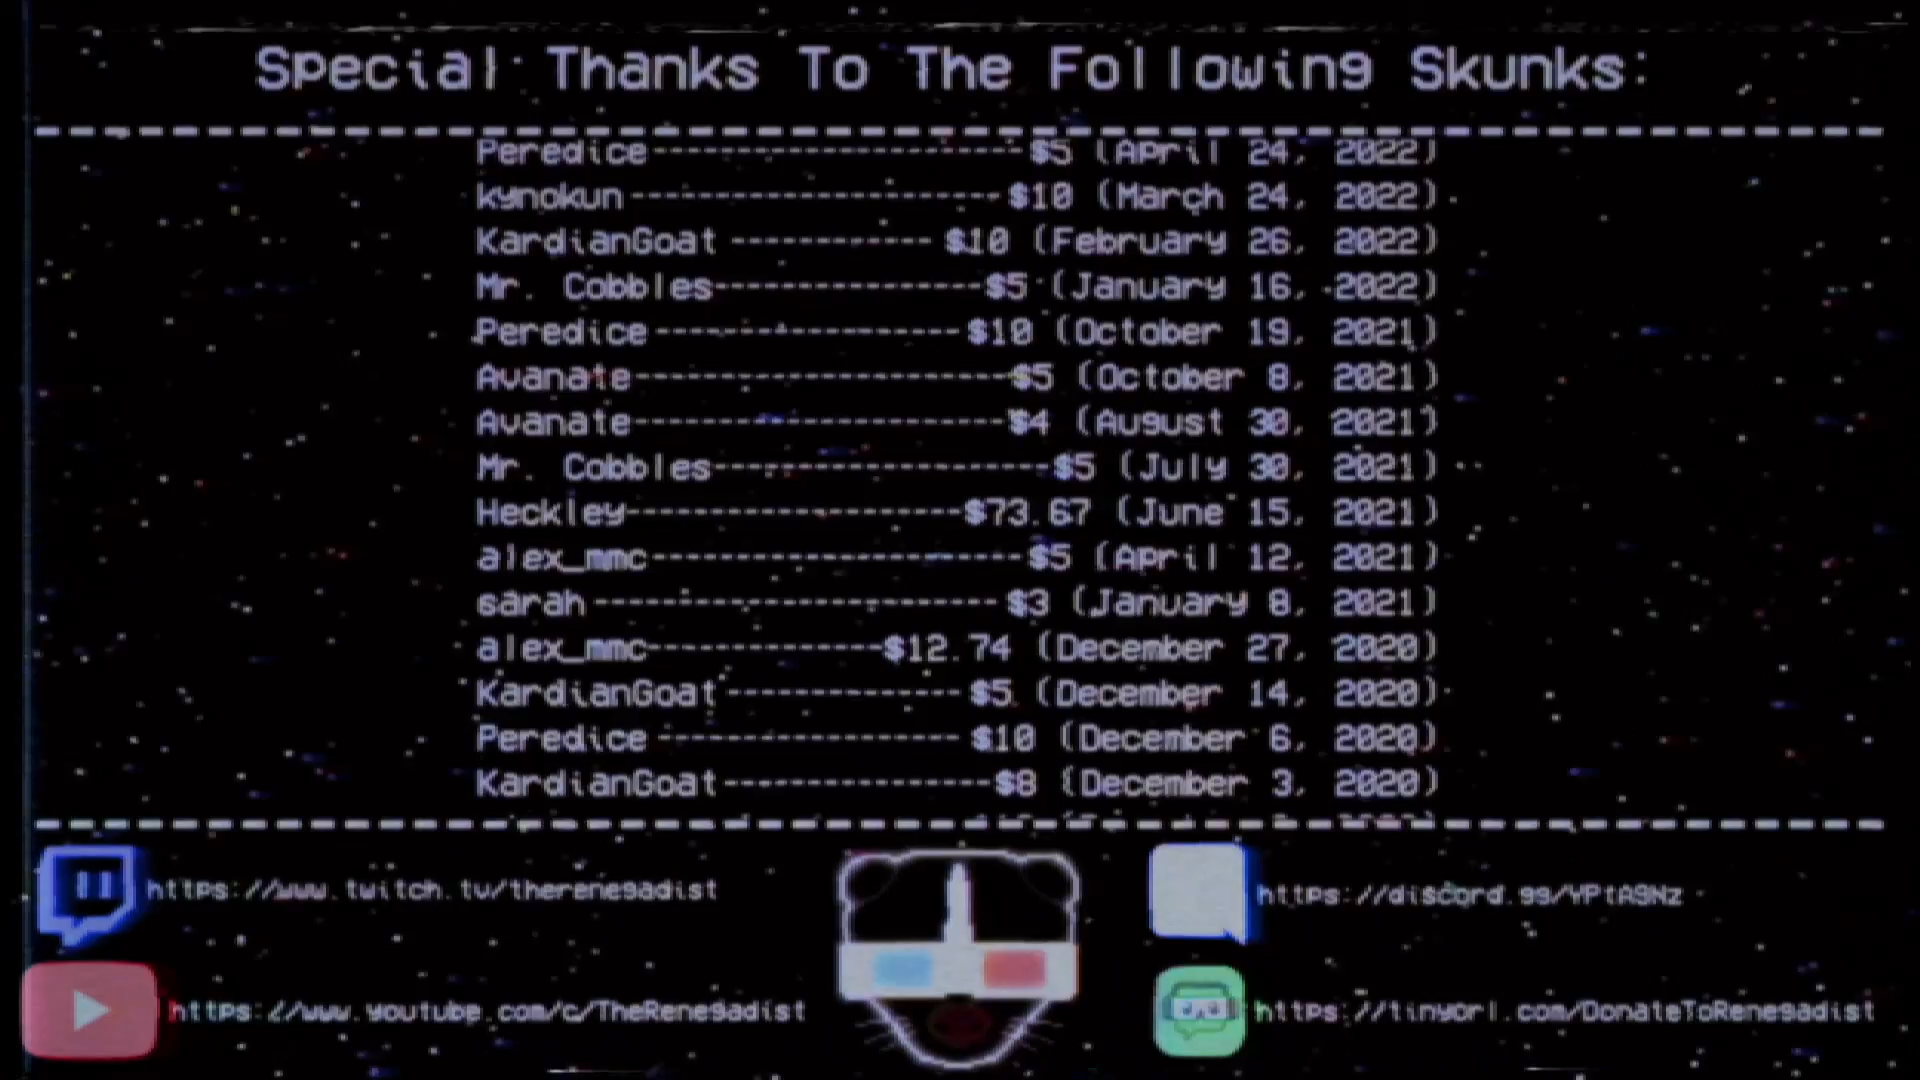 Special Thanks To The Following Skunks:
Peredice---------------------$5 (April 24, 2022)
kynokun---------------------$10 (March 24, 2022)
KardianGoat-----------$10 (February 26, 2022)
Mr. Cobbles---------------$5 (January 16, 2022)
Peredice-----------------$10 (October 19, 2021)
Avanate---------------------$5 (October 8, 2021)
Avanate---------------------$4 (August 30, 2021)
Mr. Cobbles-------------------$5 (July 30, 2021)
Heckley-------------------$73.67 (June 15, 2021)
alex_mmc---------------------$5 (April 12, 2021)
sarah-----------------------$3 (January 8, 2021)
alex_mmc-------------$12.74 (December 27, 2020)
KardianGoat-------------$5 (December 14, 2020)
Peredice-----------------$10 (December 6, 2020)
KardianGoat---------------$8 (December 3, 2020)
https://www.twitch.tv/therenegadist
https://discord.gg/YPtA9Nz
https://www.youtube.com/c/TheRenegadist
https://tinyurl.com/DonateToRenegadist